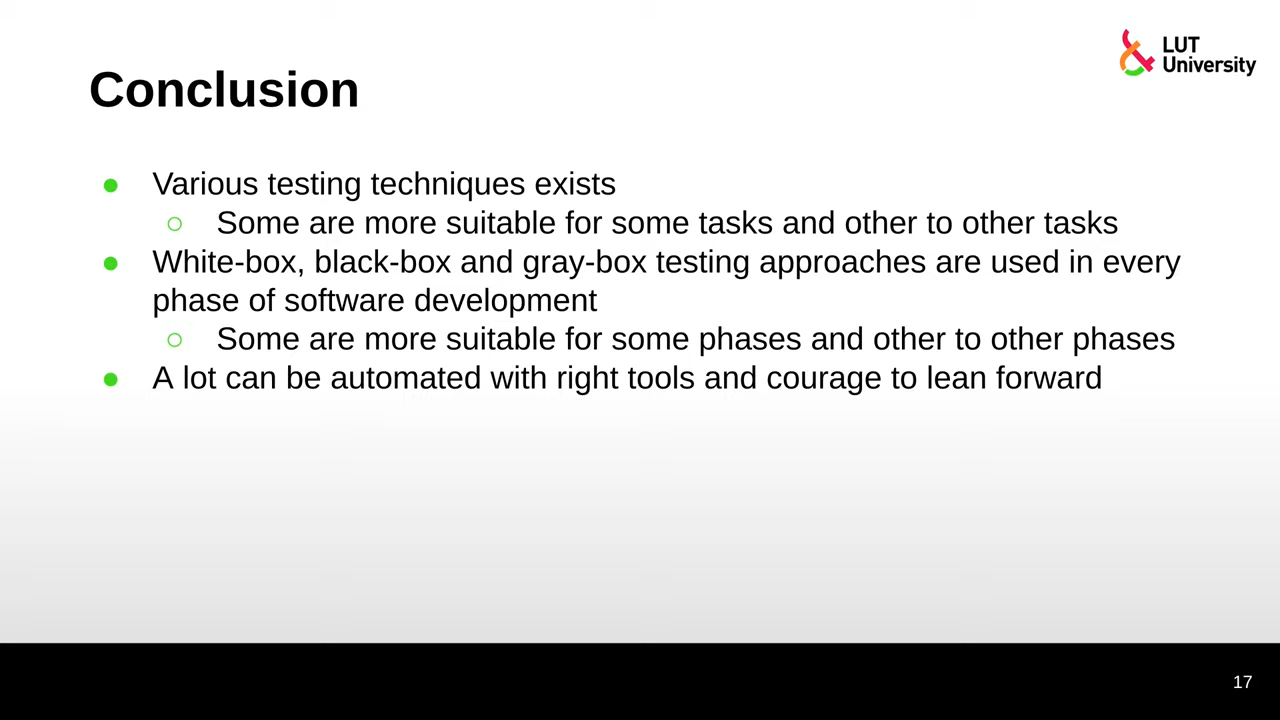 LUT
University
Conclusion
● Various testing techniques exists
○ Some are more suitable for some tasks and other to other tasks
● White-box, black-box and gray-box testing approaches are used in every
phase of software development
○ Some are more suitable for some phases and other to other phases
● A lot can be automated with right tools and courage to lean forward
17